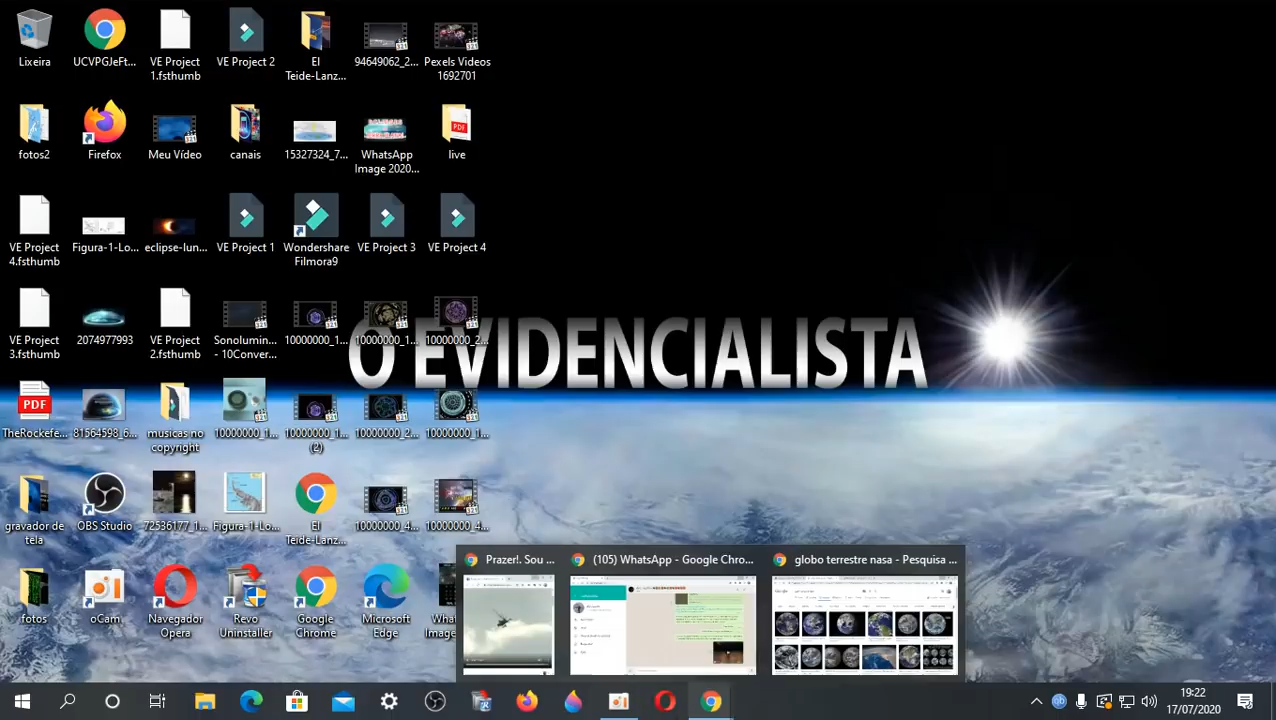 Lixeira
UCVPGJeFt...
VE Project
1.fsthumb
VE Project 2
El
Teide-Lanz...
94649062_2...
Pexels Videos
1692701
fotos2
Firefox
Meu Vídeo
canais
15327324_7...
WhatsApp
Image 2020...
PDF
live
VE Project
4.fsthumb
Figura-1-Lo...
eclipse-lun...
VE Project 1
Wondershare
Filmora9
VE Project 3
VE Project 4
VE Project
3.fsthumb
2074977993
VE Project
2.fsthumb
Sonolumin...
- 10Conver...
10000000_1...
10000000_1...
10000000_2...
O EVIDENCIALISTA
PDF
TheRockefe...
81564598_6...
musicas no
copyright
10000000_1...
10000000_1...
(2)
10000000_2...
10000000_1...
gravador de
tela
OBS Studio
72536177_1...
Figura-1-Lo...
El
Teide-Lanz...
10000000_4...
10000000_4...
Prazer!. Sou ...
(105) WhatsApp - Google Chro...
globo terrestre nasa - Pesquisa ...
fotos
oCam
Navegador
Opera
Revo
Uninstaller
Google
Chrome
Microsoft
Edge
19:22
17/07/2020